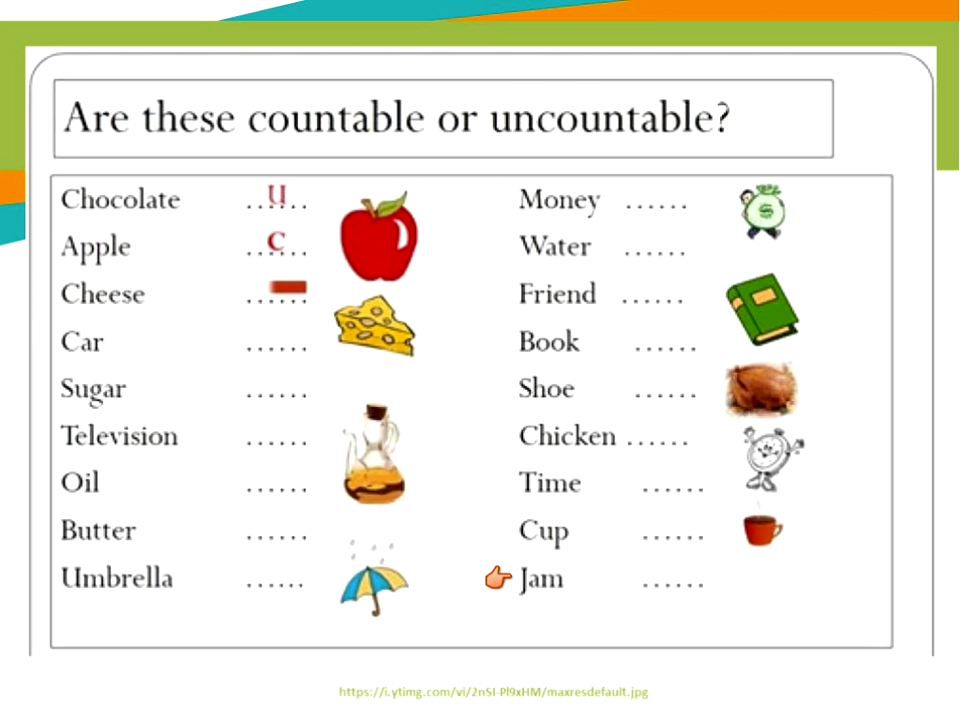 Are these countable or uncountable?
Chocolate ...u...
Apple ...c...
Cheese ......
Car ......
Sugar ......
Television ......
Oil ......
Butter ......
Umbrella ......
Money ......
Water ......
Friend ......
Book ......
Shoe ......
Chicken ......
Time ......
Cup ......
Jam ......
https://i.ytimg.com/vi/2nSI-Pl9xHM/maxresdefault.jpg